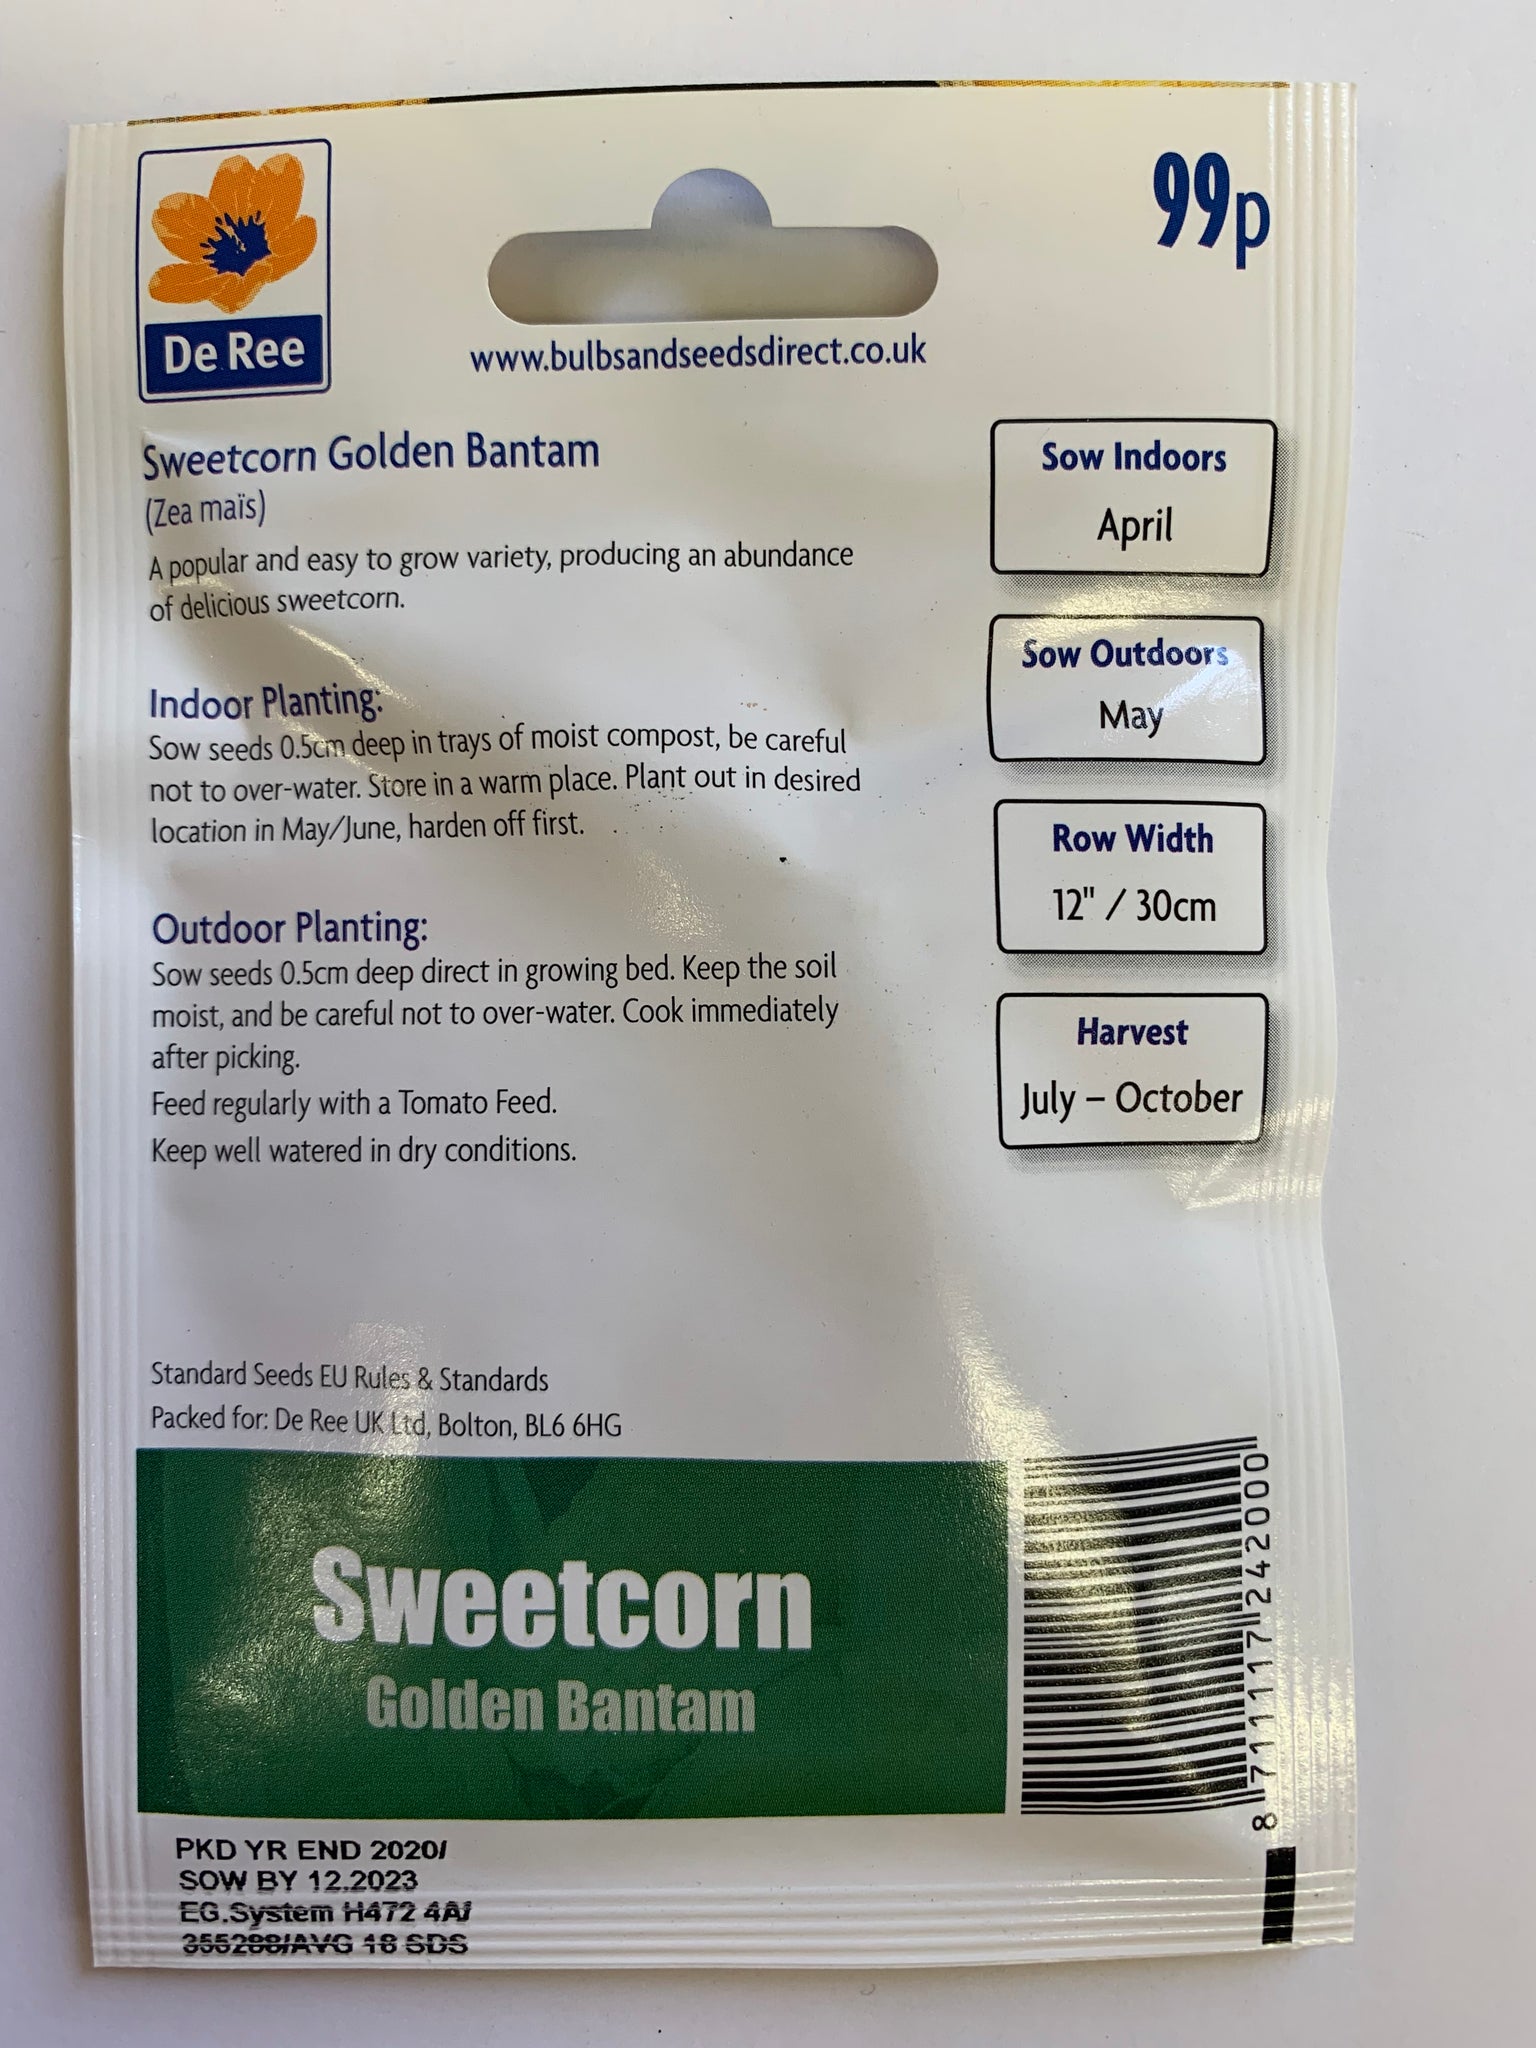 De Ree
99p
www.bulbsandseedsdirect.co.uk
Sweetcorn Golden Bantam
(Zea maïs)
A popular and easy to grow variety, producing an abundance
of delicious sweetcorn.
Indoor Planting:
Sow seeds 0.5cm deep in trays of moist compost, be careful
not to over-water. Store in a warm place. Plant out in desired
location in May/June, harden off first.
Outdoor Planting:
Sow seeds 0.5cm deep direct in growing bed. Keep the soil
moist, and be careful not to over-water. Cook immediately
after picking.
Feed regularly with a Tomato Feed.
Keep well watered in dry conditions.
Sow Indoors
April
Sow Outdoors
May
Row Width
12" / 30cm
Harvest
July – October
Standard Seeds EU Rules & Standards
Packed for: De Ree UK Ltd, Bolton, BL6 6HG
Sweetcorn
Golden Bantam
8 711117 242000
PKD YR END 2020/
SOW BY 12.2023
EG.System H472 4A/
355298/AVG 18 SDS